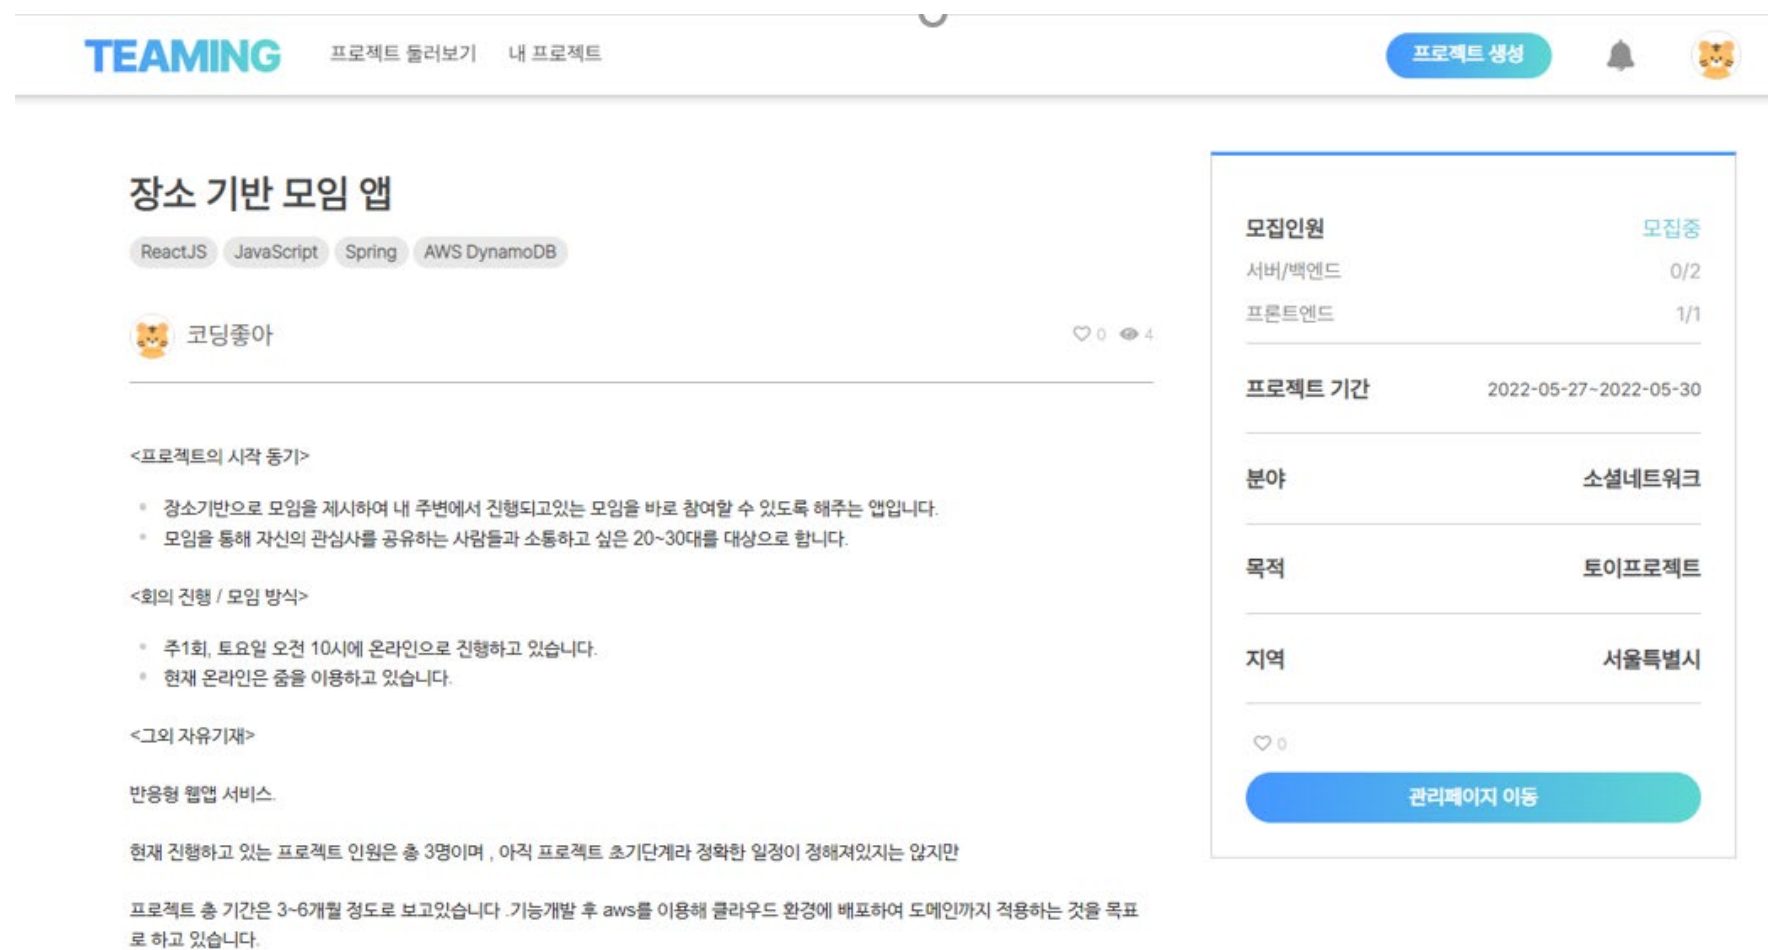 TEAMING 프로젝트 둘러보기 내 프로젝트 프로젝트 생성
장소 기반 모임 앱
ReactJS JavaScript Spring AWS DynamoDB
코딩좋아 0 4
<프로젝트의 시작 동기>
장소기반으로 모임을 제시하여 내 주변에서 진행되고있는 모임을 바로 참여할 수 있도록 해주는 앱입니다.
모임을 통해 자신의 관심사를 공유하는 사람들과 소통하고 싶은 20~30대를 대상으로 합니다.
<회의 진행 / 모임 방식>
주1회, 토요일 오전 10시에 온라인으로 진행하고 있습니다.
현재 온라인은 줌을 이용하고 있습니다.
<그외 자유기재>
반응형 웹앱 서비스.
현재 진행하고 있는 프로젝트 인원은 총 3명이며 , 아직 프로젝트 초기단계라 정확한 일정이 정해져있지는 않지만
프로젝트 총 기간은 3~6개월 정도로 보고있습니다 .기능개발 후 aws를 이용해 클라우드 환경에 배포하여 도메인까지 적용하는 것을 목표
로 하고 있습니다.
모집인원 모집중
서버/백엔드 0/2
프론트엔드 1/1
프로젝트 기간 2022-05-27~2022-05-30
분야 소셜네트워크
목적 토이프로젝트
지역 서울특별시
0
관리페이지 이동